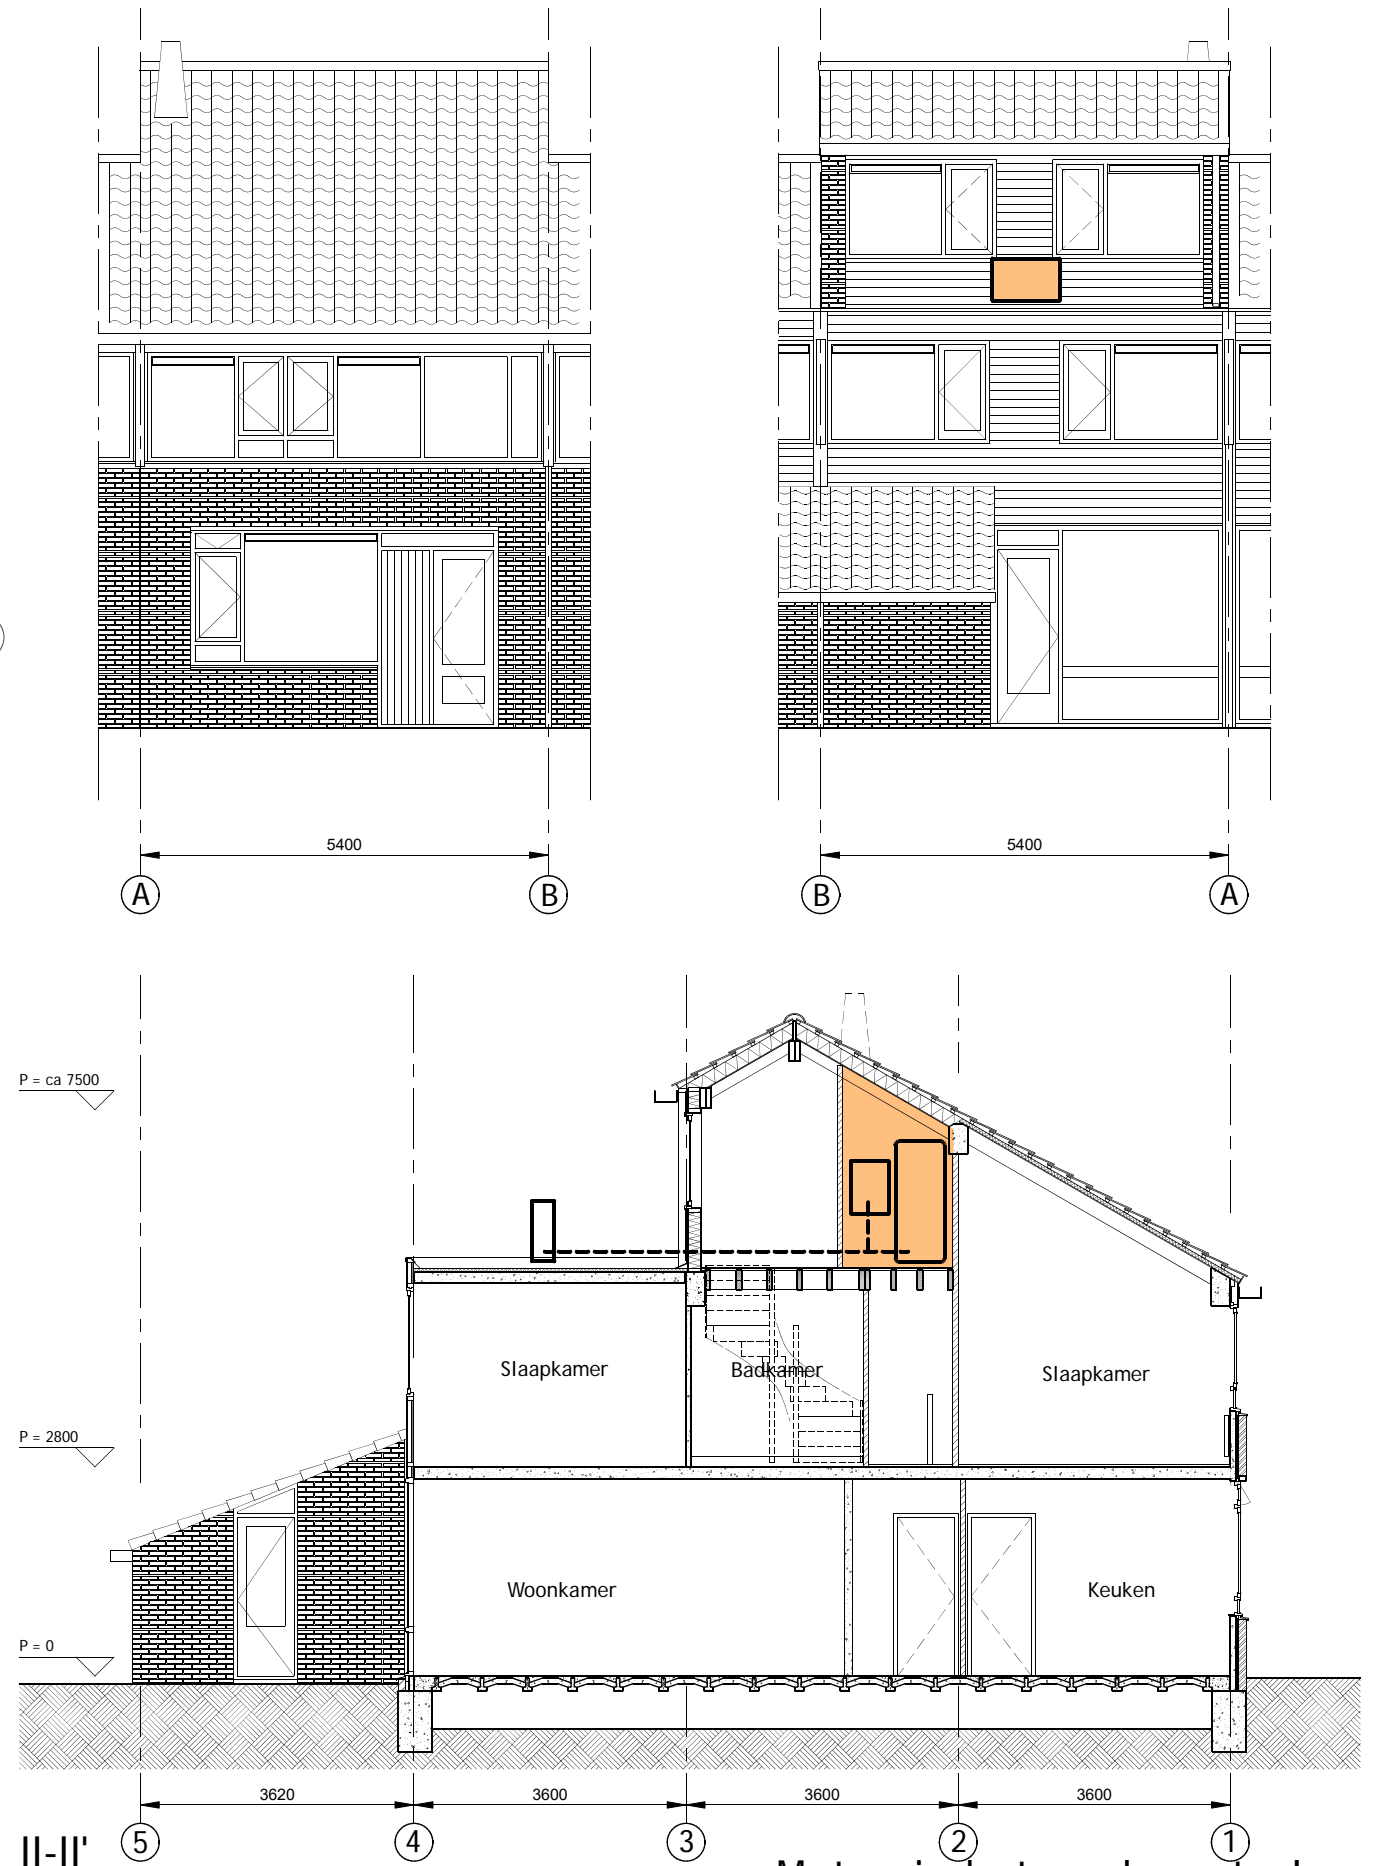 5400
5400
A
B
B
A
P = ca 7500
Slaapkamer
Badkamer
Slaapkamer
P = 2800
Woonkamer
Keuken
P = 0
3620
3600
3600
3600
II-II'
5
4
3
2
1